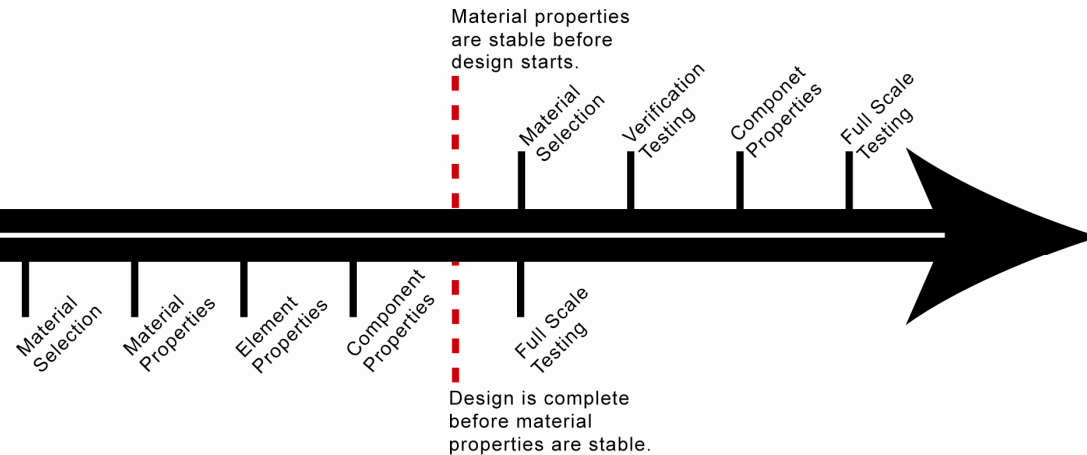 Material properties
are stable before
design starts.
Material
Selection
Verification
Testing
Componet
Properties
Full Scale
Testing
Material
Selection
Material
Properties
Element
Properties
Component
Properties
Full Scale
Testing
Design is complete
before material
properties are stable.